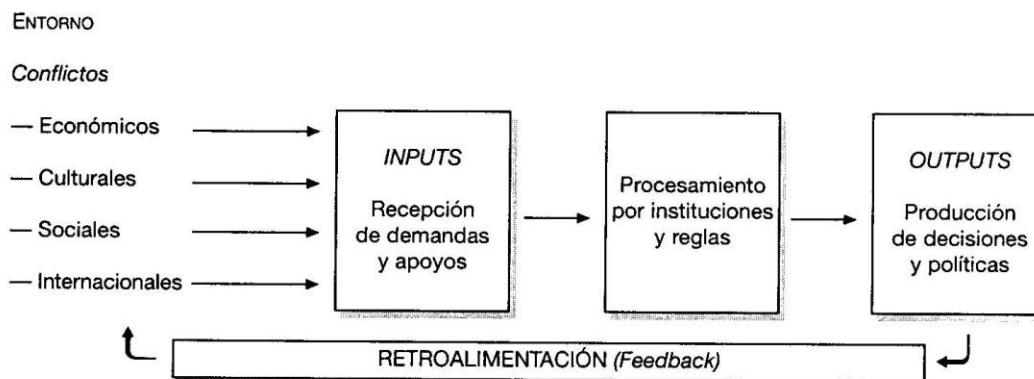 ENTORNO
Conflictos
— Económicos
— Culturales
— Sociales
— Internacionales
INPUTS
Recepción
de demandas
y apoyos
Procesamiento
por instituciones
y reglas
OUTPUTS
Producción
de decisiones
y políticas
RETROALIMENTACIÓN (Feedback)